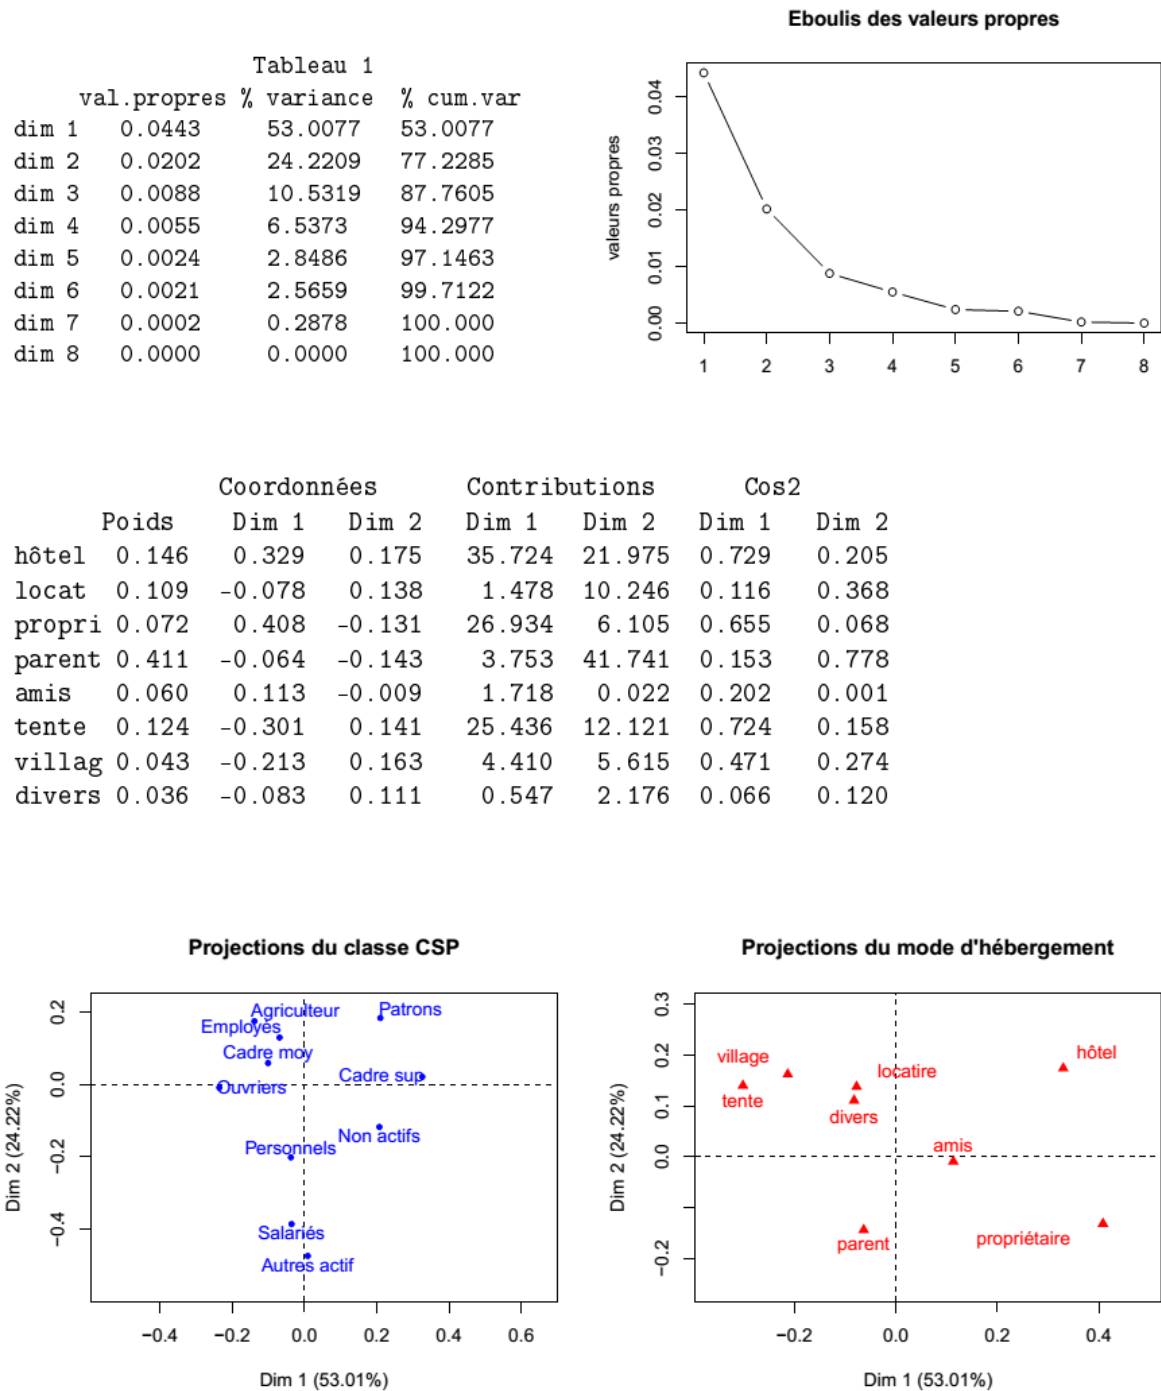 Tableau 1
val.propres % variance % cum.var
dim 1 0.0443 53.0077 53.0077
dim 2 0.0202 24.2209 77.2285
dim 3 0.0088 10.5319 87.7605
dim 4 0.0055 6.5373 94.2977
dim 5 0.0024 2.8486 97.1463
dim 6 0.0021 2.5659 99.7122
dim 7 0.0002 0.2878 100.000
dim 8 0.0000 0.0000 100.000
Eboulis des valeurs propres
valeurs propres
0.04
0.03
0.02
0.01
0.00
1 2 3 4 5 6 7 8
Coordonnées Contributions Cos2
Poids Dim 1 Dim 2 Dim 1 Dim 2 Dim 1 Dim 2
hôtel 0.146 0.329 0.175 35.724 21.975 0.729 0.205
locat 0.109 -0.078 0.138 1.478 10.246 0.116 0.368
propri 0.072 0.408 -0.131 26.934 6.105 0.655 0.068
parent 0.411 -0.064 -0.143 3.753 41.741 0.153 0.778
amis 0.060 0.113 -0.009 1.718 0.022 0.202 0.001
tente 0.124 -0.301 0.141 25.436 12.121 0.724 0.158
villag 0.043 -0.213 0.163 4.410 5.615 0.471 0.274
divers 0.036 -0.083 0.111 0.547 2.176 0.066 0.120
Projections du classe CSP
Dim 2 (24.22%)
0.2
0.0
−0.2
−0.4
Agriculteur
Patrons
Employés
Cadre moy
Cadre sup
Ouvriers
Non actifs
Personnels
Salariés
Autres actif
−0.4 −0.2 0.0 0.2 0.4 0.6
Dim 1 (53.01%)
Projections du mode d'hébergement
Dim 2 (24.22%)
0.3
0.2
0.1
0.0
−0.2
village
hôtel
locatire
tente
divers
amis
parent
propriétaire
−0.2 0.0 0.2 0.4
Dim 1 (53.01%)